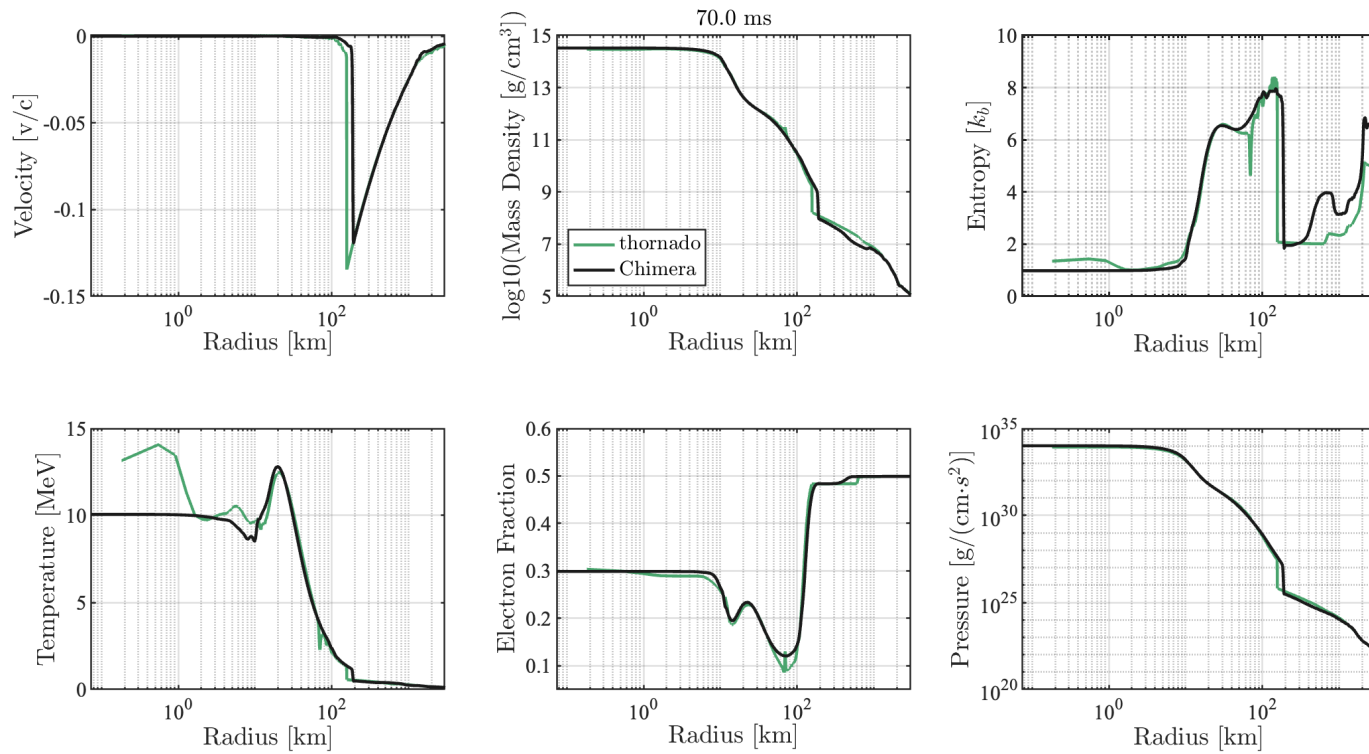 70.0 ms
0
-0.05
-0.1
-0.15
Velocity [v/c]
10^0
10^2
Radius [km]
15
13
11
9
7
5
log10(Mass Density [g/cm^3])
thornado
Chimera
10^0
10^2
Radius [km]
10
8
6
4
2
0
Entropy [k_b]
10^0
10^2
Radius [km]
15
10
5
0
Temperature [MeV]
10^0
10^2
Radius [km]
0.6
0.5
0.4
0.3
0.2
0.1
Electron Fraction
10^0
10^2
Radius [km]
10^35
10^30
10^25
10^20
Pressure [g/(cm·s^2)]
10^0
10^2
Radius [km]